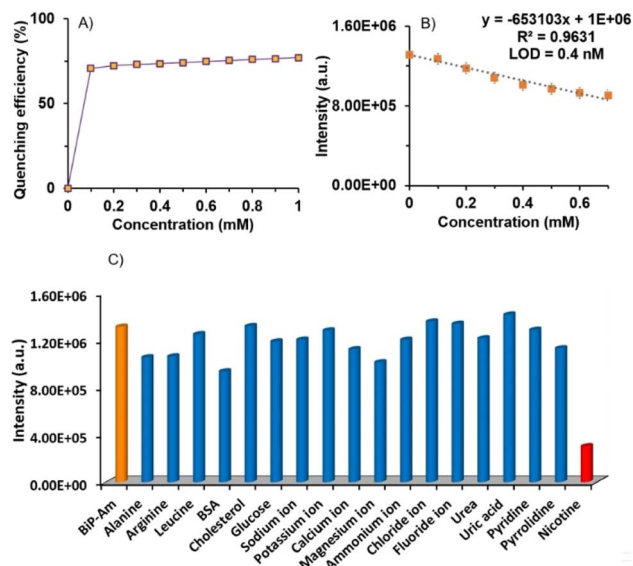 A)
Quenching efficiency (%)
100
50
0
0 0.2 0.4 0.6 0.8 1
Concentration (mM)
B)
y = -653103x + 1E+06
R² = 0.9631
LOD = 0.4 nM
Intensity (a.u.)
1.60E+06
8.00E+05
0.00E+00
0 0.2 0.4 0.6
Concentration (mM)
C)
Intensity (a.u.)
1.60E+06
1.20E+06
8.00E+05
4.00E+05
0.00E+00
BiP-Am
Alanine
Arginine
Leucine
BSA
Cholesterol
Glucose
Sodium ion
Potassium ion
Calcium ion
Magnesium ion
Ammonium ion
Chloride ion
Fluoride ion
Urea
Uric acid
Pyridine
Pyrrolidine
Nicotine